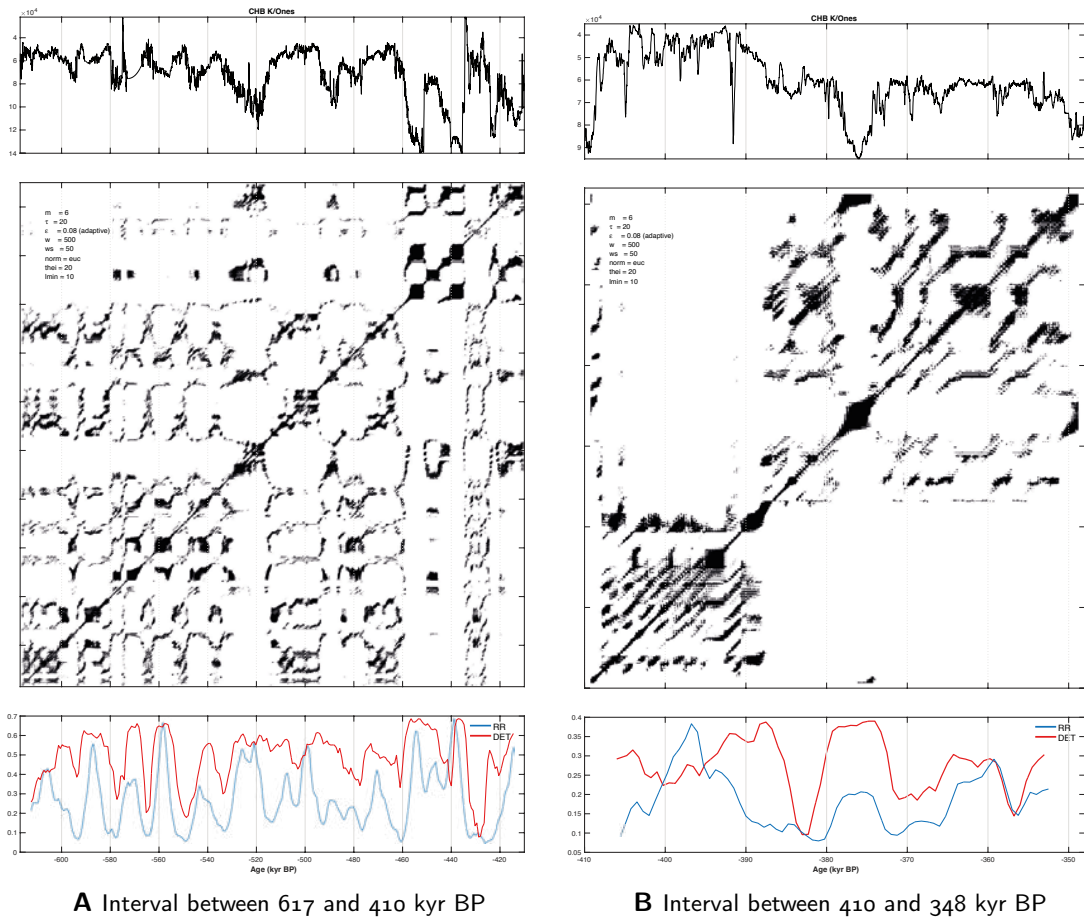 CHB K/Ones
×10⁴
4
6
8
10
12
14
m = 6
τ = 20
ε = 0.08 (adaptive)
w = 500
ws = 50
norm = euc
thei = 20
lmin = 10
0.7
0.6
0.5
0.4
0.3
0.2
0.1
0
RR
DET
-600 -580 -560 -540 -520 -500 -480 -460 -440 -420
Age (kyr BP)
A Interval between 617 and 410 kyr BP
CHB K/Ones
×10⁴
4
5
6
7
8
9
m = 6
τ = 20
ε = 0.08 (adaptive)
w = 500
ws = 50
norm = euc
thei = 20
lmin = 10
0.4
0.35
0.3
0.25
0.2
0.15
0.1
0.05
RR
DET
-410 -400 -390 -380 -370 -360 -350
Age (kyr BP)
B Interval between 410 and 348 kyr BP